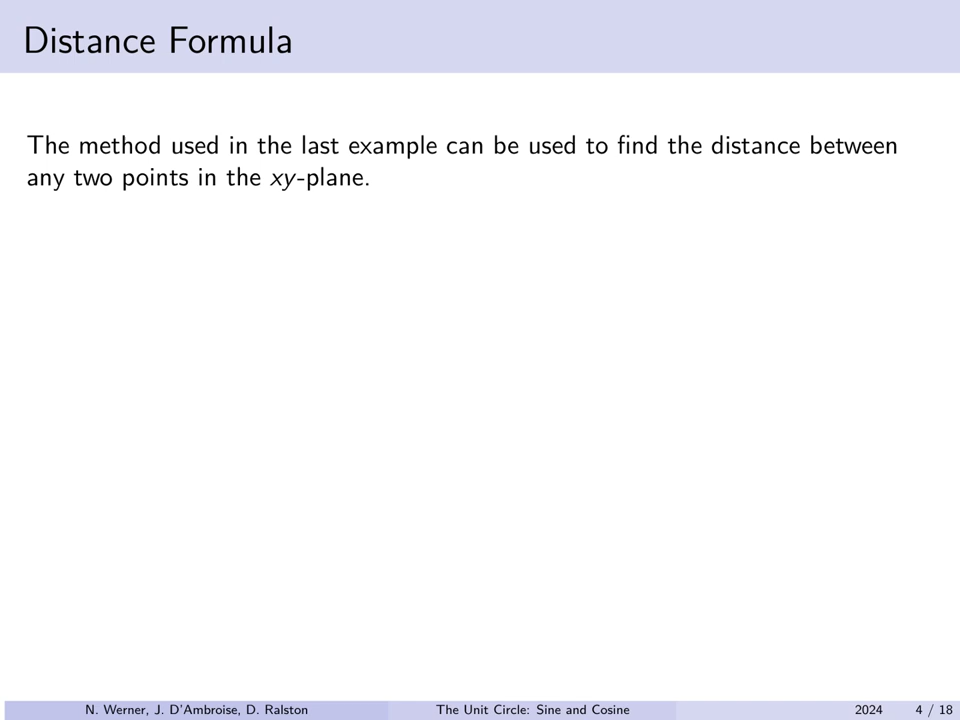 Distance Formula
The method used in the last example can be used to find the distance between
any two points in the xy-plane.
N. Werner, J. D'Ambroise, D. Ralston The Unit Circle: Sine and Cosine 2024 4 / 18